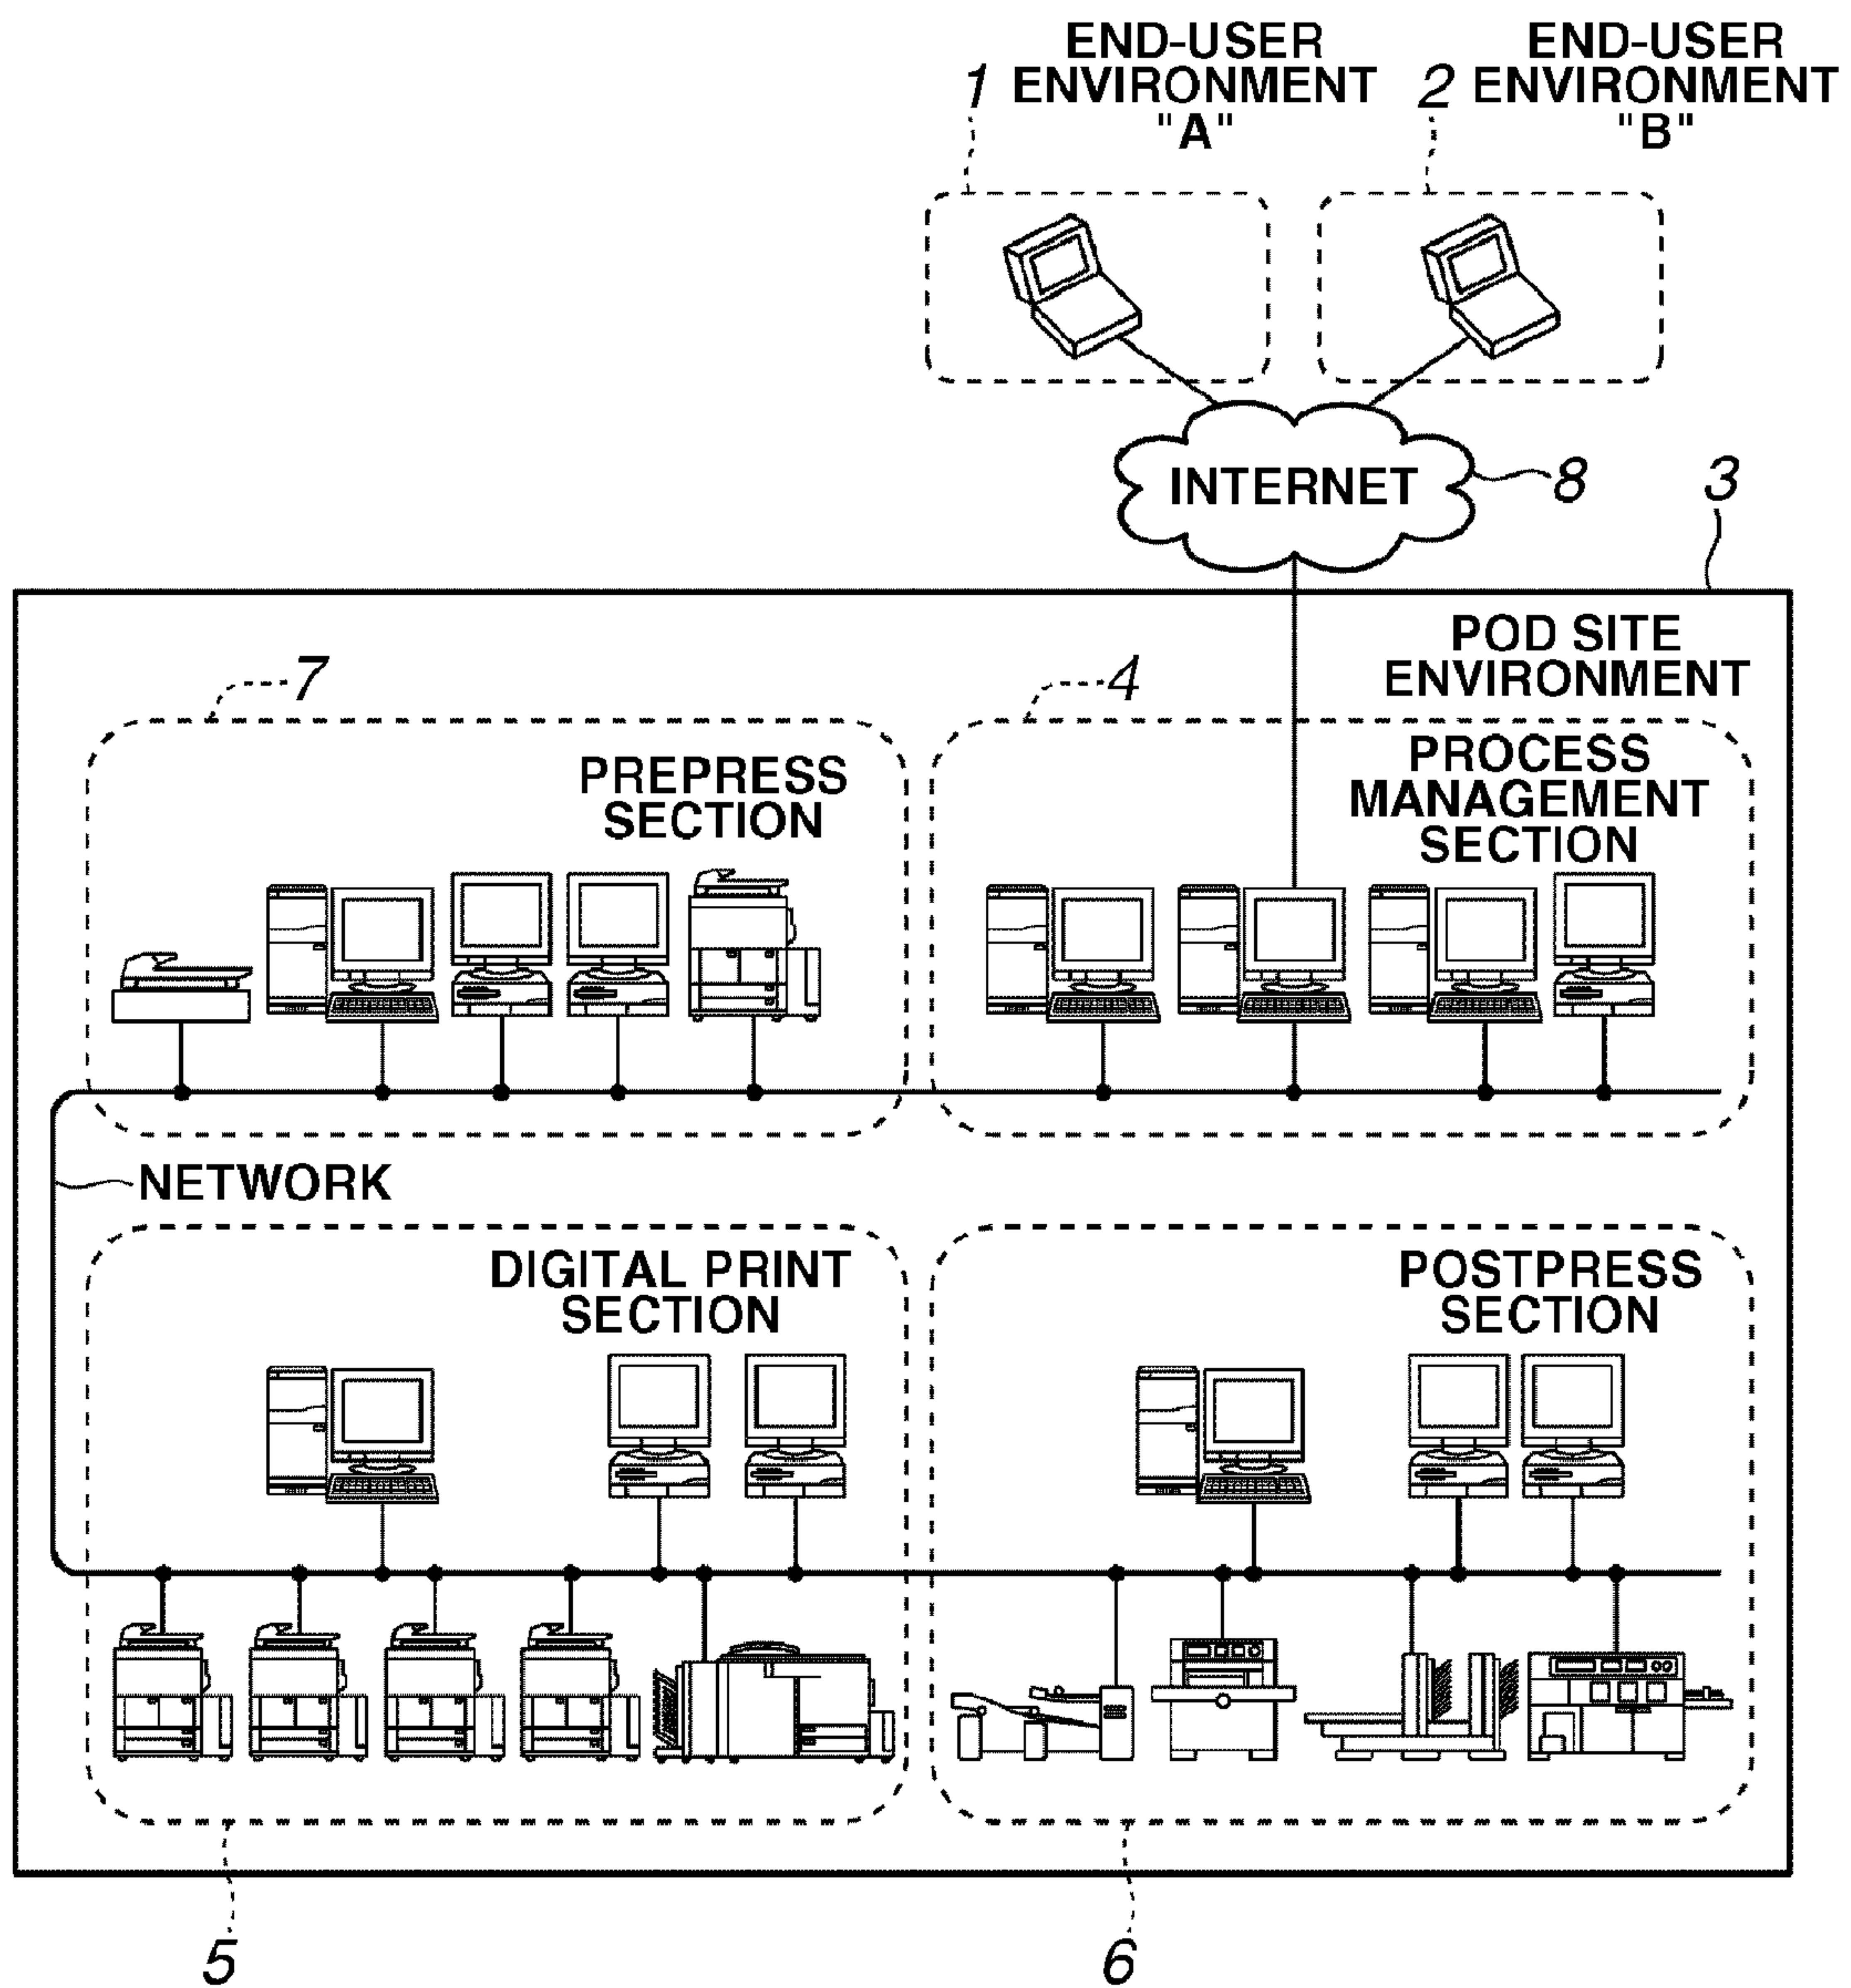 END-USER
ENVIRONMENT
"A"
1
END-USER
ENVIRONMENT
"B"
2
INTERNET
8
3
POD SITE
ENVIRONMENT
7
PREPRESS
SECTION
4
PROCESS
MANAGEMENT
SECTION
NETWORK
DIGITAL PRINT
SECTION
POSTPRESS
SECTION
5
6